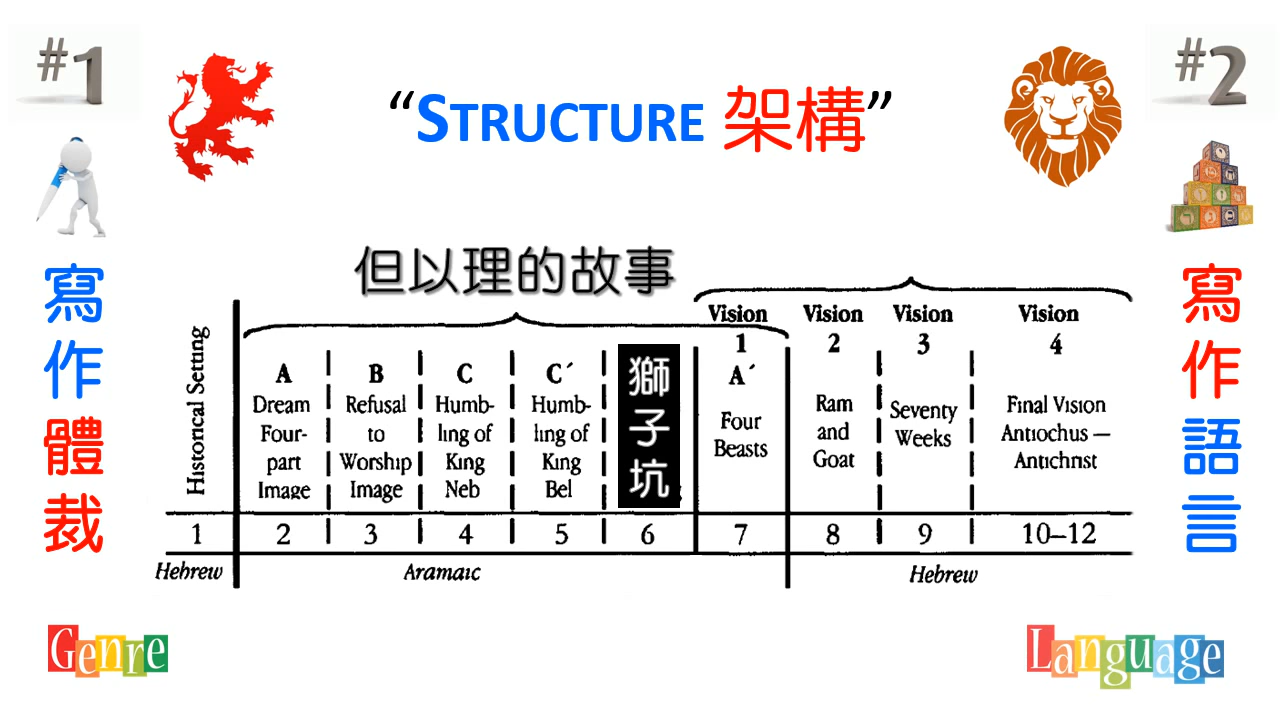 #1
#2
“STRUCTURE 架構”
寫作體裁
寫作語言
但以理的故事
Historical Setting
A
Dream
Four-
part
Image
B
Refusal
to
Worship
Image
C
Humb-
ling of
King
Neb
C´
Humb-
ling of
King
Bel
獅子坑
Vision
1
A´
Four
Beasts
Vision
2
Ram
and
Goat
Vision
3
Seventy
Weeks
Vision
4
Final Vision
Antiochus —
Antichrist
1 2 3 4 5 6 7 8 9 10–12
Hebrew Aramaic Hebrew
Genre
Language